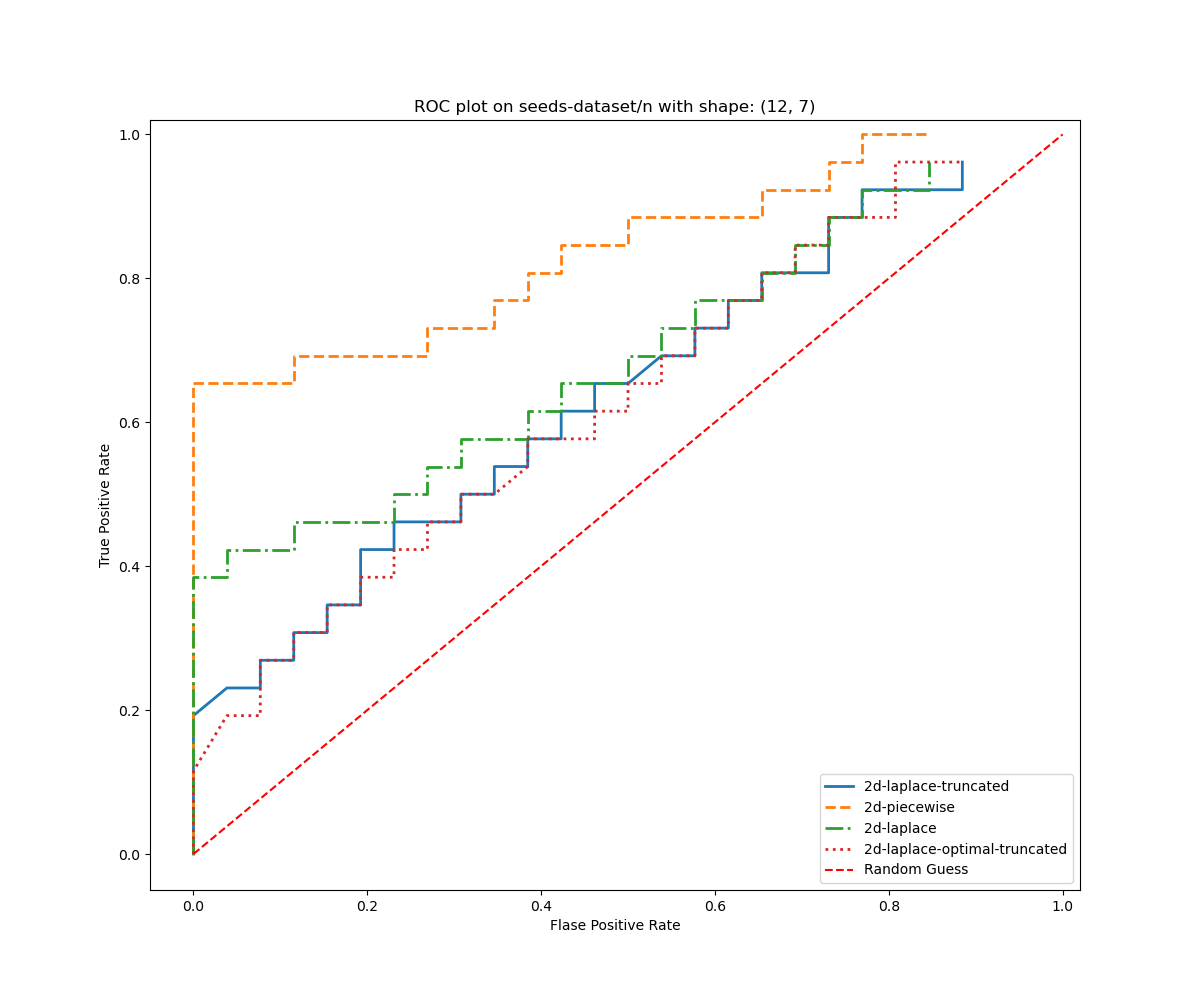 ROC plot on seeds-dataset/n with shape: (12, 7)
True Positive Rate
1.0
0.8
0.6
0.4
0.2
0.0
2d-laplace-truncated
2d-piecewise
2d-laplace
2d-laplace-optimal-truncated
Random Guess
0.0 0.2 0.4 0.6 0.8 1.0
Flase Positive Rate